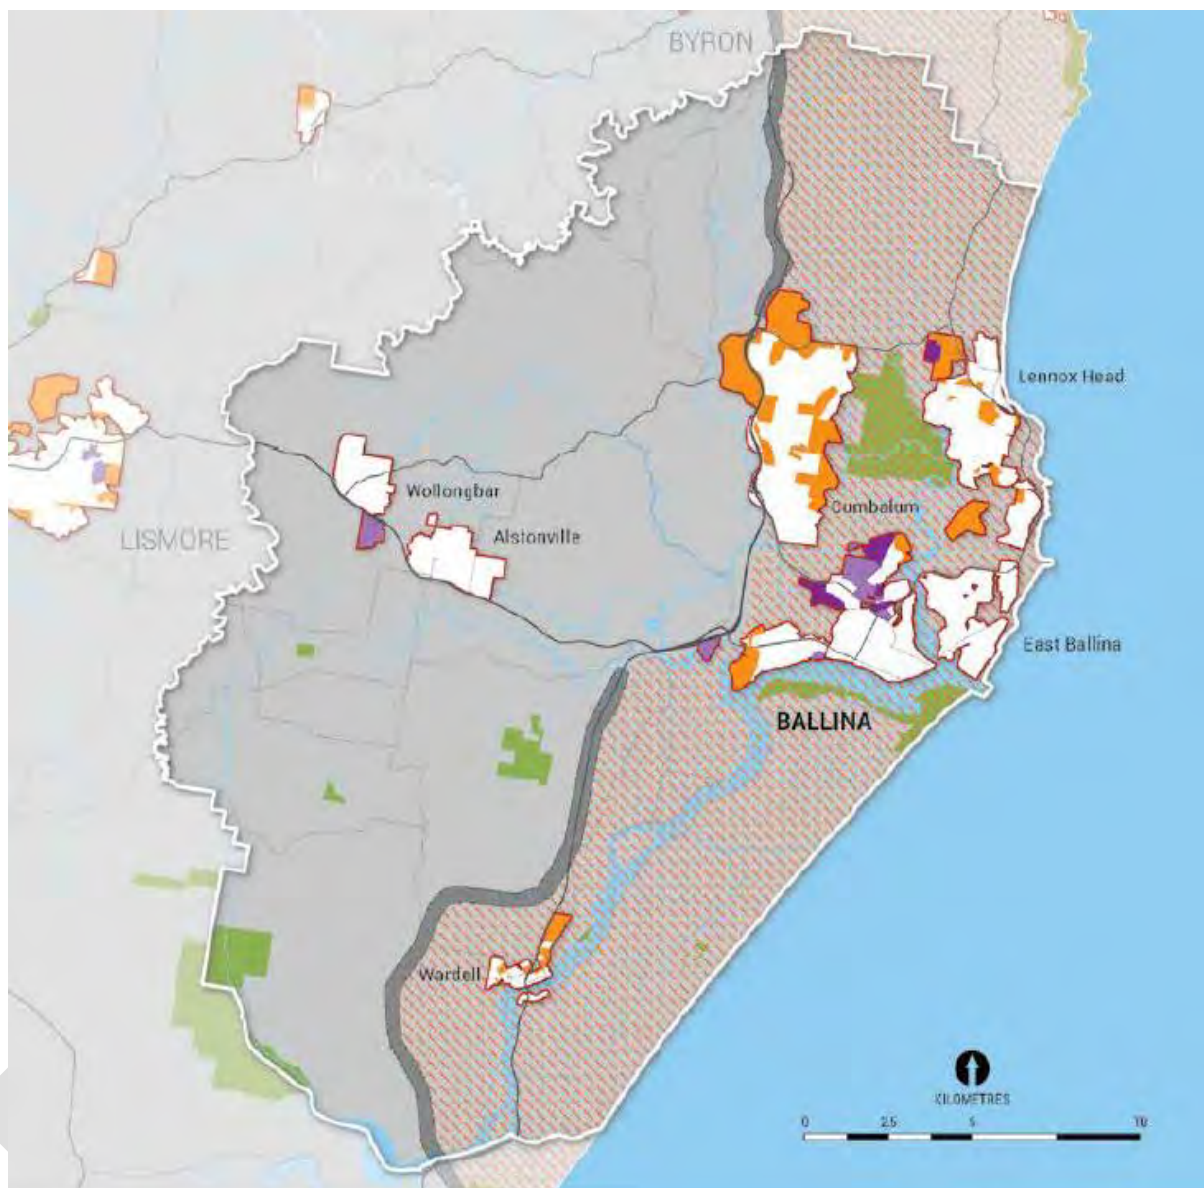 BYRON
Lennox Head
Wollongbar
Cumbalum
Alstonville
LISMORE
East Ballina
BALLINA
Wardell
KILOMETRES
0 2.5 5 10